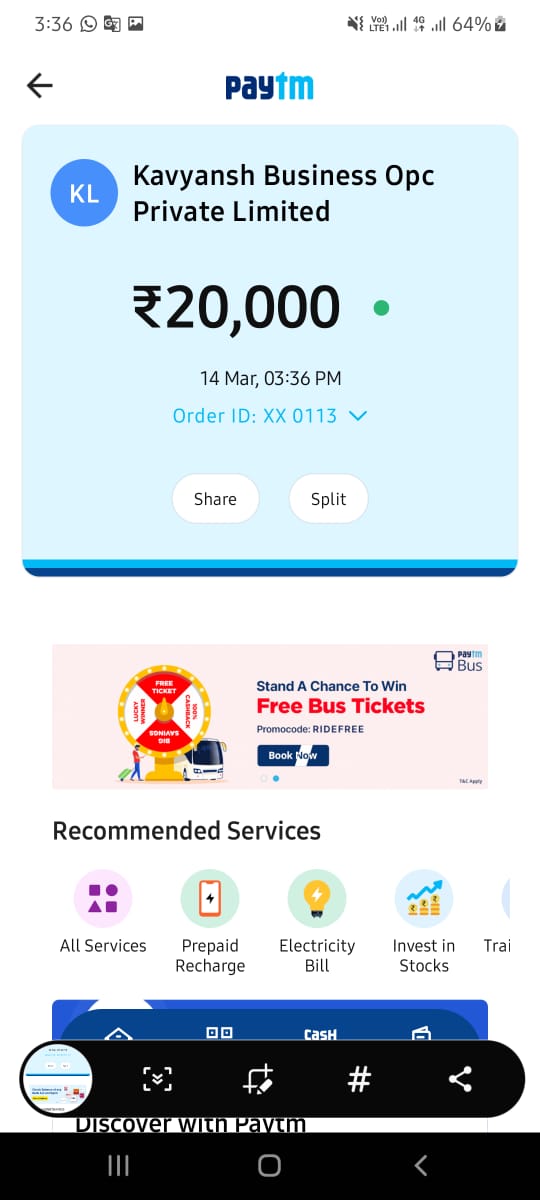 3:36
Vo)) LTE1 4G 64%
paytm
KL
Kavyansh Business Opc
Private Limited
₹20,000
14 Mar, 03:36 PM
Order ID: XX 0113
Share
Split
paytm
Bus
FREE
TICKET
LUCKY
WINNER
100%
CASHBACK
BIG
SAVINGS
Stand A Chance To Win
Free Bus Tickets
Promocode: RIDEFREE
Book Now
T&C Apply
Recommended Services
All Services
Prepaid
Recharge
Electricity
Bill
Invest in
Stocks
Trai
CasH
#
Discover with Paytm